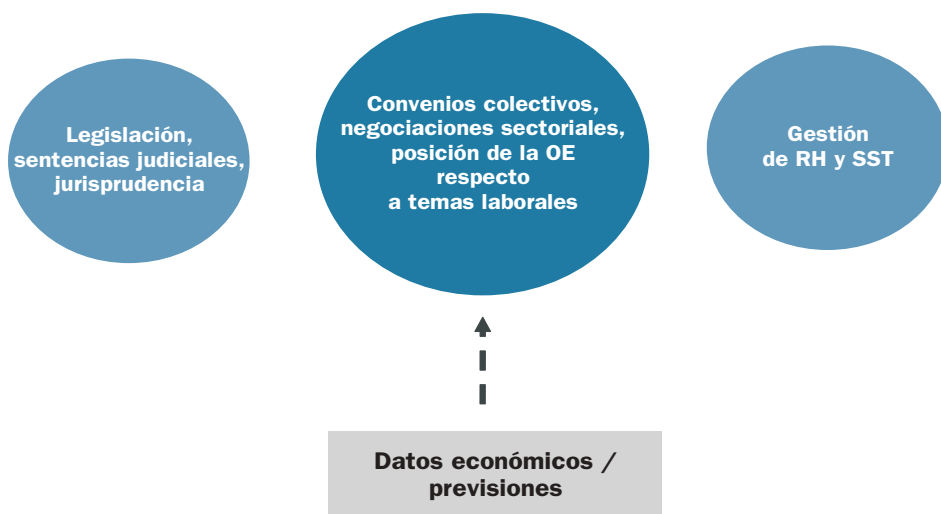 Legislación,
sentencias judiciales,
jurisprudencia
Convenios colectivos,
negociaciones sectoriales,
posición de la OE
respecto
a temas laborales
Gestión
de RH y SST
Datos económicos /
previsiones